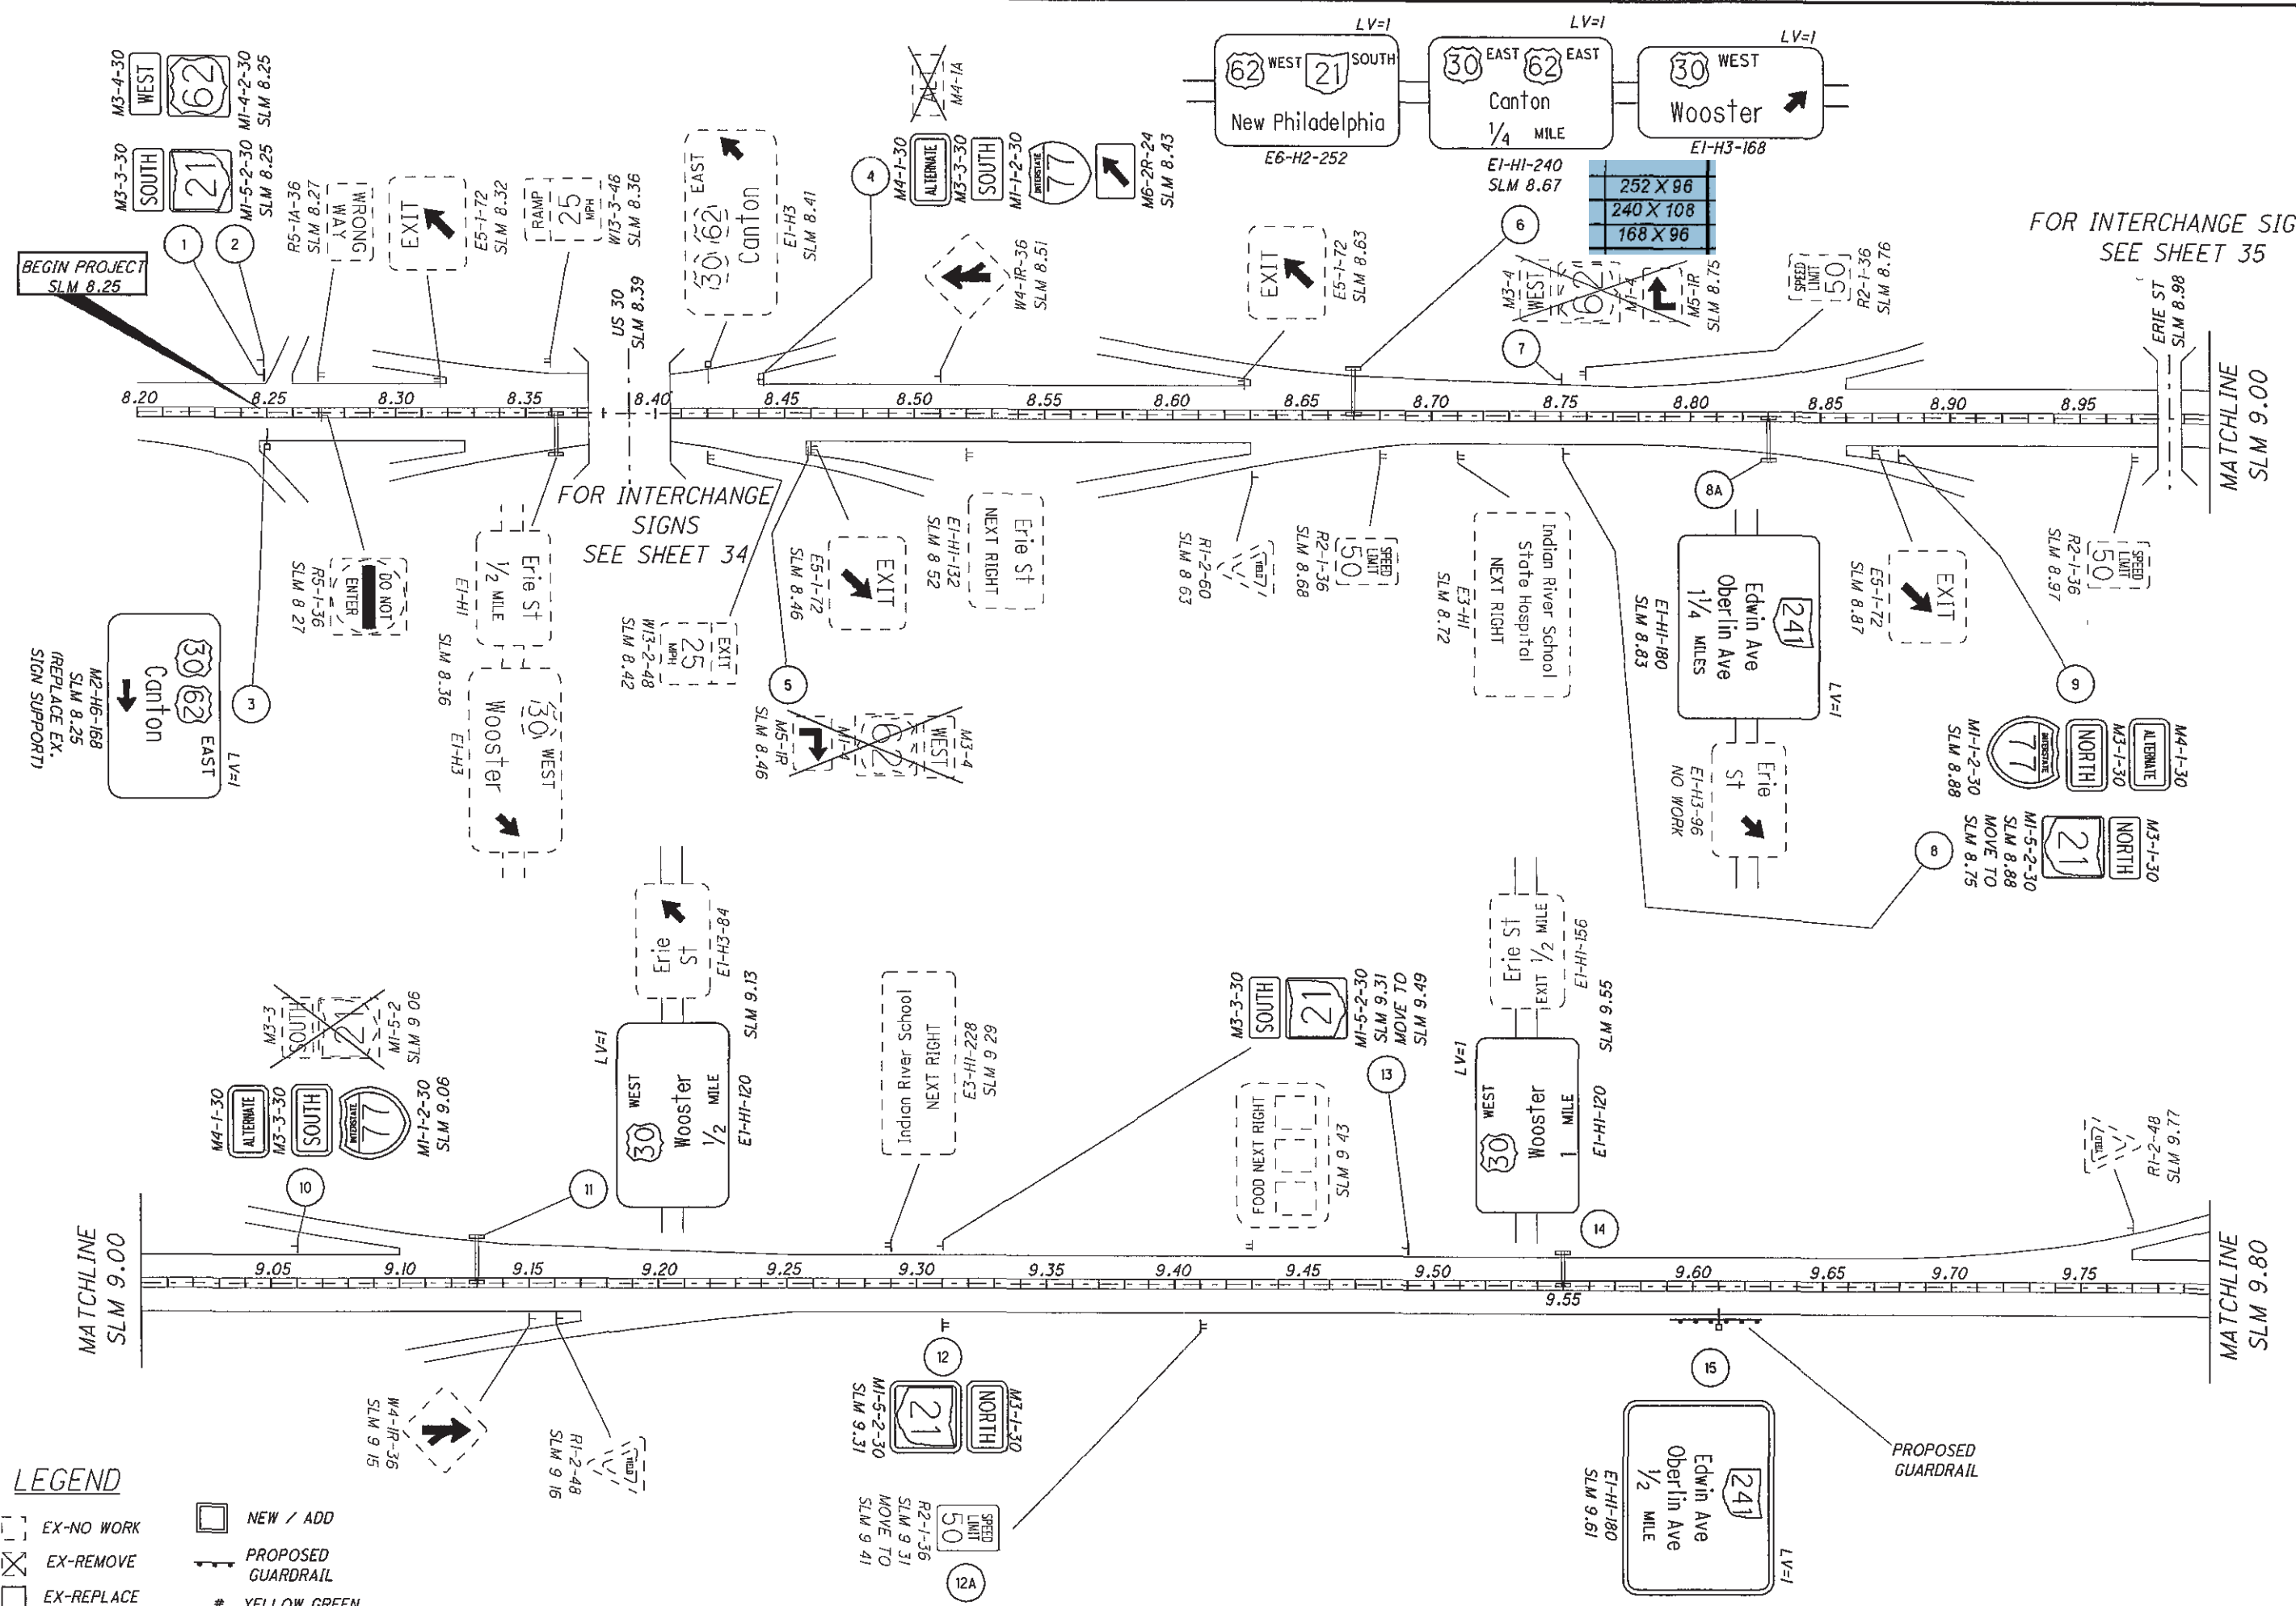 LV=1
62 WEST 21 SOUTH
New Philadelphia
E6-H2-252
LV=1
30 EAST 62 EAST
Canton
1/4 MILE
E1-H1-240
SLM 8.67
LV=1
30 WEST
Wooster
E1-H3-168
252 X 96
240 X 108
168 X 96
FOR INTERCHANGE SIG
SEE SHEET 35
M3-4-30
WEST
62
M1-4-2-30
SLM 8.25
M3-3-30
SOUTH
21
M1-5-2-30
SLM 8.25
1
2
BEGIN PROJECT
SLM 8.25
R5-1A-36
SLM 8.27
WRONG
WAY
EXIT
E5-1-72
SLM 8.32
RAMP
25
MPH
W13-3-46
SLM 8.36
US 30
SLM 8.39
30 62 EAST
Canton
E1-H3
SLM 8.41
4
M4-1A
M4-1-30
ALTERNATE
M3-3-30
SOUTH
M1-1-2-30
INTERSTATE
77
M6-2R-24
SLM 8.43
W4-1R-36
SLM 8.51
EXIT
E5-1-72
SLM 8.63
6
M3-4
WEST
62
M1-4
M5-1R
SLM 8.75
7
SPEED
LIMIT
50
R2-1-36
SLM 8.76
ERIE ST
SLM 8.98
MATCHLINE
SLM 9.00
8.20 8.25 8.30 8.35 8.40 8.45 8.50 8.55 8.60 8.65 8.70 8.75 8.80 8.85 8.90 8.95
FOR INTERCHANGE
SIGNS
SEE SHEET 34
3
LV=1
30 62 EAST
Canton
M2-H6-168
SLM 8.25
(REPLACE EX.
SIGN SUPPORT)
DO NOT
ENTER
R5-1-36
SLM 8 27
Erie St
1/2 MILE
E1-H1
SLM 8.36
30 WEST
Wooster
E1-H3
EXIT
25
MPH
W13-2-48
SLM 8.42
5
EXIT
E5-1-72
SLM 8.46
M3-4
WEST
62
M1-4
M5-1R
SLM 8.46
Erie St
NEXT RIGHT
E1-H1-132
SLM 8 52
YIELD
R1-2-60
SLM 8 63
SPEED
LIMIT
50
R2-1-36
SLM 8.68
Indian River School
State Hospital
NEXT RIGHT
E3-H1
SLM 8.72
8A
LV=1
241
Edwin Ave
Oberlin Ave
1 1/4 MILES
E1-H1-180
SLM 8.83
Erie
St
E1-H3-96
NO WORK
EXIT
E5-1-72
SLM 8.87
SPEED
LIMIT
50
R2-1-36
SLM 8.97
9
M4-1-30
ALTERNATE
M3-1-30
NORTH
INTERSTATE
77
M1-1-2-30
SLM 8.88
8
M3-1-30
NORTH
21
M1-5-2-30
SLM 8.88
MOVE TO
SLM 8.75
M3-3
SOUTH
21
M1-5-2
SLM 9 06
M4-1-30
ALTERNATE
M3-3-30
SOUTH
INTERSTATE
77
M1-1-2-30
SLM 9.06
10
11
Erie
St
E1-H3-84
SLM 9.13
LV=1
30 WEST
Wooster
1/2 MILE
E1-H1-120
Indian River School
NEXT RIGHT
E3-H1-228
SLM 9 29
M3-3-30
SOUTH
21
M1-5-2-30
SLM 9.31
MOVE TO
SLM 9.49
13
FOOD NEXT RIGHT
SLM 9 43
Erie St
EXIT 1/2 MILE
E1-H1-156
SLM 9.55
LV=1
30 WEST
Wooster
1 MILE
E1-H1-120
14
YIELD
R1-2-48
SLM 9.77
MATCHLINE
SLM 9.00
9.05 9.10 9.15 9.20 9.25 9.30 9.35 9.40 9.45 9.50 9.55 9.60 9.65 9.70 9.75
MATCHLINE
SLM 9.80
W4-1R-36
SLM 9 15
YIELD
R1-2-48
SLM 9 16
12
M3-1-30
NORTH
21
M1-5-2-30
SLM 9.31
SPEED
LIMIT
50
R2-1-36
SLM 9 31
MOVE TO
SLM 9 41
12A
15
LV=1
241
Edwin Ave
Oberlin Ave
1/2 MILE
E1-H1-180
SLM 9.61
PROPOSED
GUARDRAIL
LEGEND
EX-NO WORK
EX-REMOVE
EX-REPLACE
NEW / ADD
PROPOSED
GUARDRAIL
# YELLOW GREEN